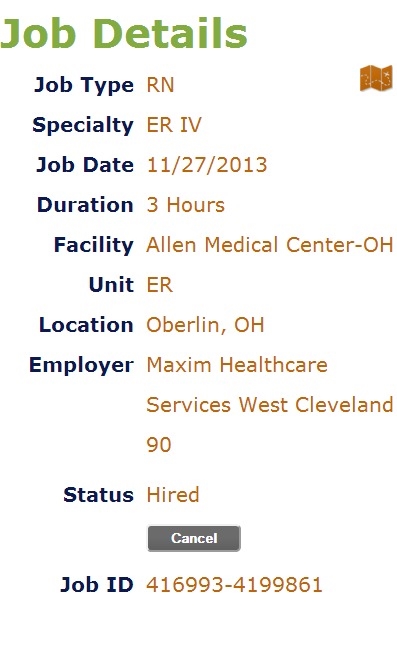 Job Details
Job Type RN
Specialty ER IV
Job Date 11/27/2013
Duration 3 Hours
Facility Allen Medical Center-OH
Unit ER
Location Oberlin, OH
Employer Maxim Healthcare
Services West Cleveland
90
Status Hired
Cancel
Job ID 416993-4199861